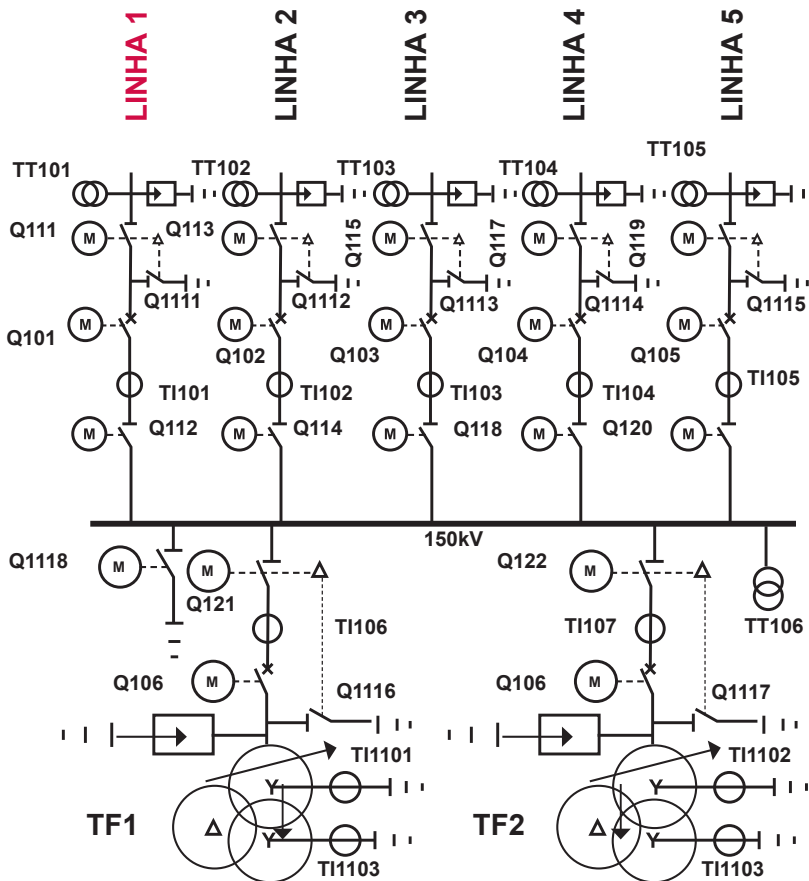 LINHA 1
LINHA 2
LINHA 3
LINHA 4
LINHA 5
TT101
TT102
TT103
TT104
TT105
Q111
M
Q113
M
Q115
M
Q117
M
Q119
M
Q1111
Q1112
Q1113
Q1114
Q1115
Q101
M
Q102
M
Q103
M
Q104
M
Q105
M
TI101
TI102
TI103
TI104
TI105
M
Q112
M
Q114
M
Q118
M
Q120
M
150kV
Q1118
M
M
Q121
Q122
M
TT106
TI106
TI107
Q106
M
Q1116
Q106
M
Q1117
TI1101
TI1102
Y
Y
TF1
Δ
Y
TF2
Δ
Y
TI1103
TI1103